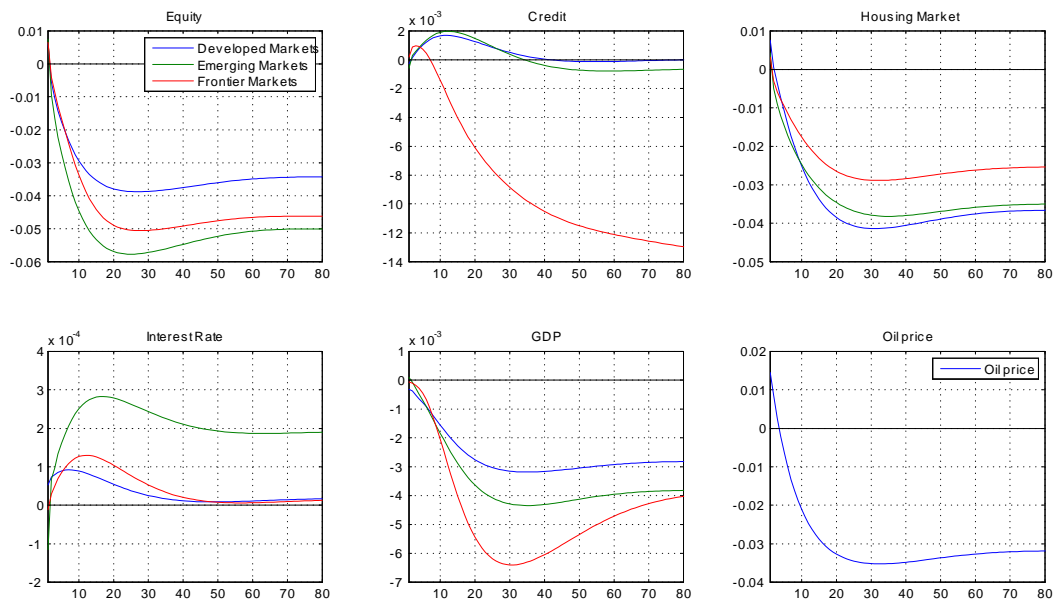 Equity
0.01
0
-0.01
-0.02
-0.03
-0.04
-0.05
-0.06
10 20 30 40 50 60 70 80
Developed Markets
Emerging Markets
Frontier Markets
Credit
x 10-3
2
0
-2
-4
-6
-8
-10
-12
-14
10 20 30 40 50 60 70 80
Housing Market
0.01
0
-0.01
-0.02
-0.03
-0.04
-0.05
10 20 30 40 50 60 70 80
Interest Rate
x 10-4
4
3
2
1
0
-1
-2
10 20 30 40 50 60 70 80
GDP
x 10-3
1
0
-1
-2
-3
-4
-5
-6
-7
10 20 30 40 50 60 70 80
Oil price
0.02
0.01
0
-0.01
-0.02
-0.03
-0.04
10 20 30 40 50 60 70 80
Oil price